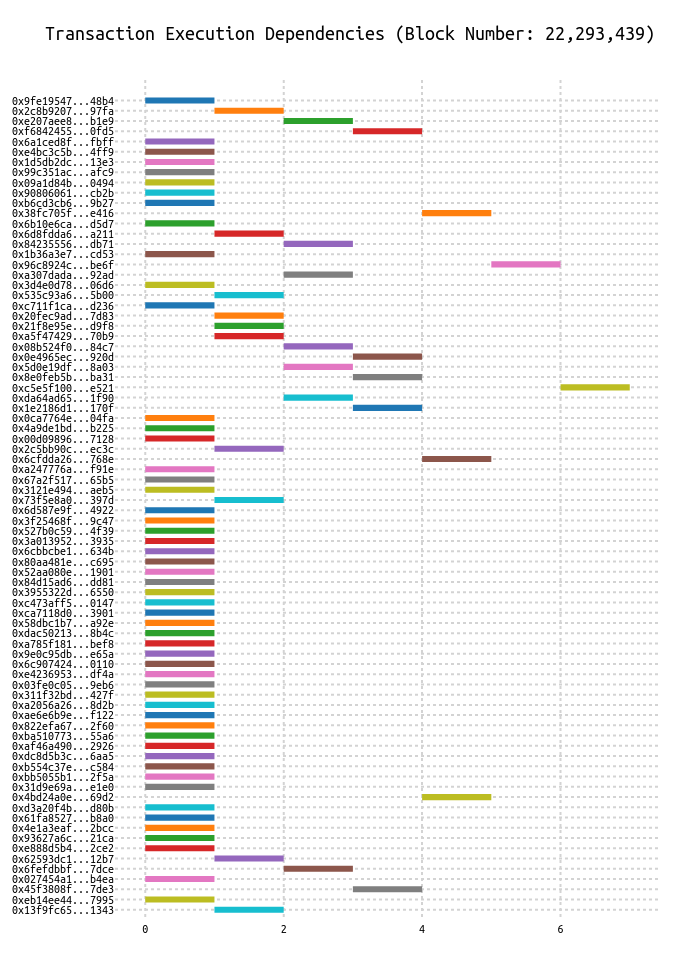 Transaction Execution Dependencies (Block Number: 22,293,439)
0x9fe19547...48b4
0x2c8b9207...97fa
0xe207aee8...b1e9
0xf6842455...0fd5
0x6a1ced8f...fbff
0xe4bc3c5b...4ff9
0x1d5db2dc...13e3
0x99c351ac...afc9
0x09a1d84b...0494
0x90806061...cb2b
0xb6cd3cb6...9b27
0x38fc705f...e416
0x6b10e6ca...d5d7
0x6d8fdda6...a211
0x84235556...db71
0x1b36a3e7...cd53
0x96c8924c...be6f
0xa307dada...92ad
0x3d4e0d78...06d6
0x535c93a6...5b00
0xc711f1ca...d236
0x20fec9ad...7d83
0x21f8e95e...d9f8
0xa5f47429...70b9
0x08b524f0...84c7
0x0e4965ec...920d
0x5d0e19df...8a03
0x8e0feb5b...ba31
0xc5e5f100...e521
0xda64ad65...1f90
0x1e2186d1...170f
0x0ca7764e...04fa
0x4a9de1bd...b225
0x00d09896...7128
0x2c5bb90c...ec3c
0x6cfdda26...768e
0xa247776a...f91e
0x67a2f517...65b5
0x3121e494...aeb5
0x73f5e8a0...397d
0x6d587e9f...4922
0x3f25468f...9c47
0x527b0c59...4f39
0x3a013952...3935
0x6cbbcbe1...634b
0x80aa481e...c695
0x52aa080e...1901
0x84d15ad6...dd81
0x3955322d...6550
0xc473aff5...0147
0xca7118d0...3901
0x58dbc1b7...a92e
0xdac50213...8b4c
0xa785f181...bef8
0x9e0c95db...e65a
0x6c907424...0110
0xe4236953...df4a
0x03fe0c05...9eb6
0x311f32bd...427f
0xa2056a26...8d2b
0xae6e6b9e...f122
0x822efa67...2f60
0xba510773...55a6
0xaf46a490...2926
0xdc8d5b3c...6aa5
0xb554c37e...c584
0xbb5055b1...2f5a
0x31d9e69a...e1e0
0x4bd24a0e...69d2
0xd3a20f4b...d80b
0x61fa8527...b8a0
0x4e1a3eaf...2bcc
0x93627a6c...21ca
0xe888d5b4...2ce2
0x62593dc1...12b7
0x6fefdbbf...7dce
0x027454a1...b4ea
0x45f3808f...7de3
0xeb14ee44...7995
0x13f9fc65...1343
0 2 4 6